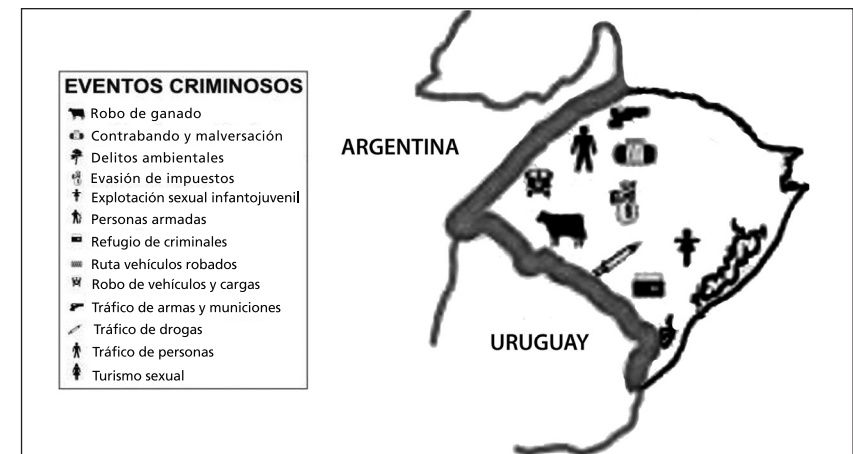 EVENTOS CRIMINOSOS
Robo de ganado
Contrabando y malversación
Delitos ambientales
Evasión de impuestos
Explotación sexual infantojuvenil
Personas armadas
Refugio de criminales
Ruta vehículos robados
Robo de vehículos y cargas
Tráfico de armas y municiones
Tráfico de drogas
Tráfico de personas
Turismo sexual
ARGENTINA
URUGUAY